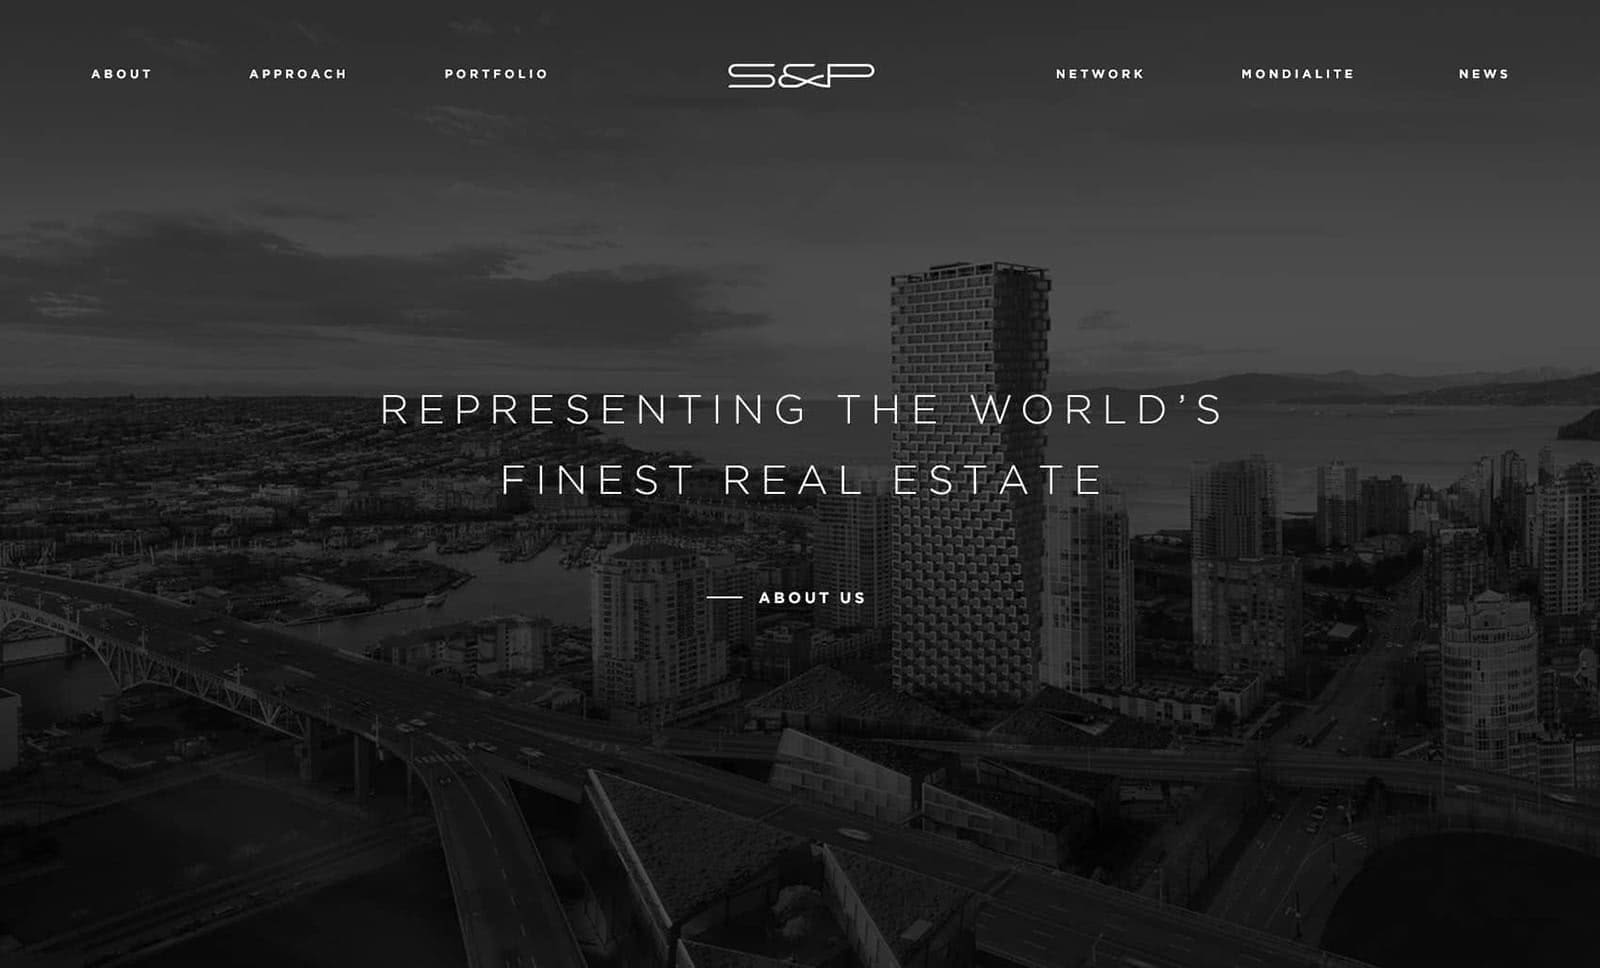 ABOUT
APPROACH
PORTFOLIO
S&P
NETWORK
MONDIALITE
NEWS
REPRESENTING THE WORLD’S
FINEST REAL ESTATE
ABOUT US